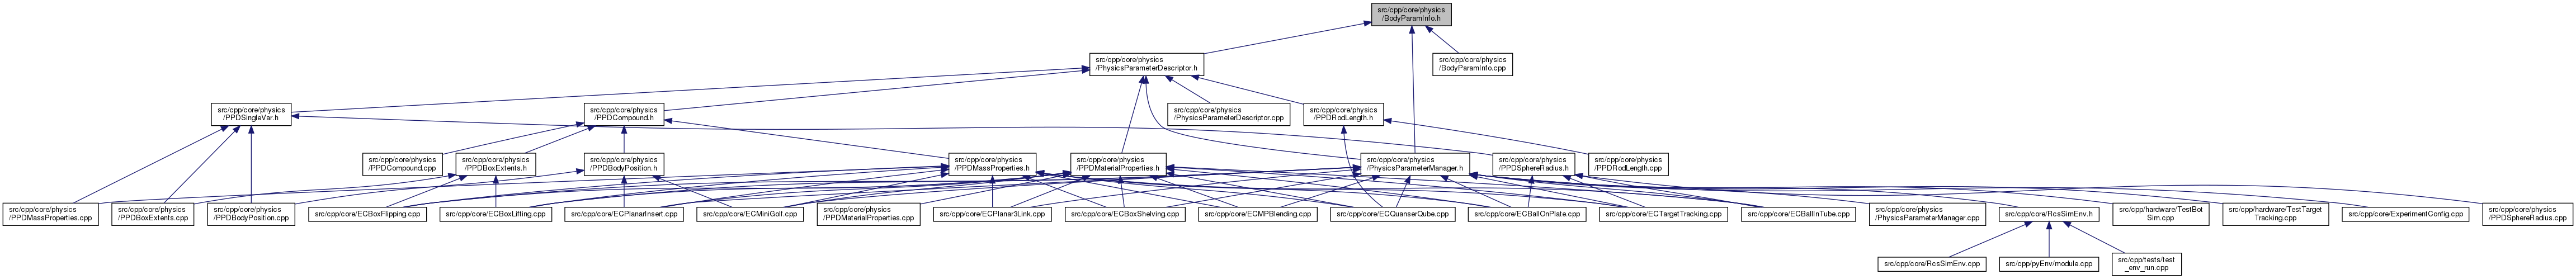 src/cpp/core/physics
/BodyParamInfo.h
src/cpp/core/physics
/PhysicsParameterDescriptor.h
src/cpp/core/physics
/BodyParamInfo.cpp
src/cpp/core/physics
/PPDSingleVar.h
src/cpp/core/physics
/PPDCompound.h
src/cpp/core/physics
/PhysicsParameterDescriptor.cpp
src/cpp/core/physics
/PPDRodLength.h
src/cpp/core/physics
/PPDCompound.cpp
src/cpp/core/physics
/PPDBoxExtents.h
src/cpp/core/physics
/PPDBodyPosition.h
src/cpp/core/physics
/PPDMassProperties.h
src/cpp/core/physics
/PPDMaterialProperties.h
src/cpp/core/physics
/PhysicsParameterManager.h
src/cpp/core/physics
/PPDSphereRadius.h
src/cpp/core/physics
/PPDRodLength.cpp
src/cpp/core/physics
/PPDMassProperties.cpp
src/cpp/core/physics
/PPDBoxExtents.cpp
src/cpp/core/physics
/PPDBodyPosition.cpp
src/cpp/core/ECBoxFlipping.cpp
src/cpp/core/ECBoxLifting.cpp
src/cpp/core/ECPlanarInsert.cpp
src/cpp/core/ECMiniGolf.cpp
src/cpp/core/physics
/PPDMaterialProperties.cpp
src/cpp/core/ECPlanar3Link.cpp
src/cpp/core/ECBoxShelving.cpp
src/cpp/core/ECMPBlending.cpp
src/cpp/core/ECQuanserQube.cpp
src/cpp/core/ECBallOnPlate.cpp
src/cpp/core/ECTargetTracking.cpp
src/cpp/core/ECBallInTube.cpp
src/cpp/core/physics
/PhysicsParameterManager.cpp
src/cpp/core/RcsSimEnv.h
src/cpp/hardware/TestBot
Sim.cpp
src/cpp/hardware/TestTarget
Tracking.cpp
src/cpp/core/ExperimentConfig.cpp
src/cpp/core/physics
/PPDSphereRadius.cpp
src/cpp/core/RcsSimEnv.cpp
src/cpp/pyEnv/module.cpp
src/cpp/tests/test
_env_run.cpp